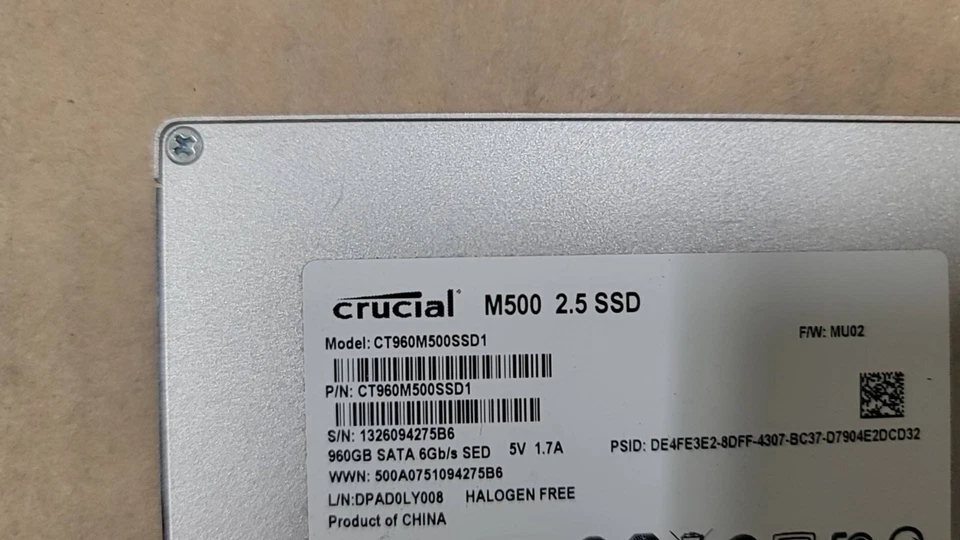 crucial M500 2.5 SSD
F/W: MU02
Model: CT960M500SSD1
P/N: CT960M500SSD1
S/N: 1326094275B6
960GB SATA 6Gb/s SED 5V 1.7A
PSID: DE4FE3E2-8DFF-4307-BC37-D7904E2DCD32
WWN: 500A0751094275B6
L/N:DPAD0LY008 HALOGEN FREE
Product of CHINA